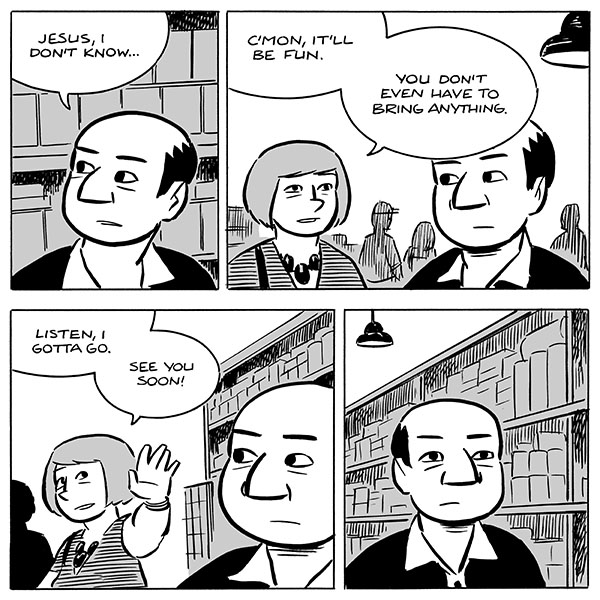 JESUS, I
DON'T KNOW...
C'MON, IT'LL
BE FUN.
YOU DON'T
EVEN HAVE TO
BRING ANYTHING.
LISTEN, I
GOTTA GO.
SEE YOU
SOON!